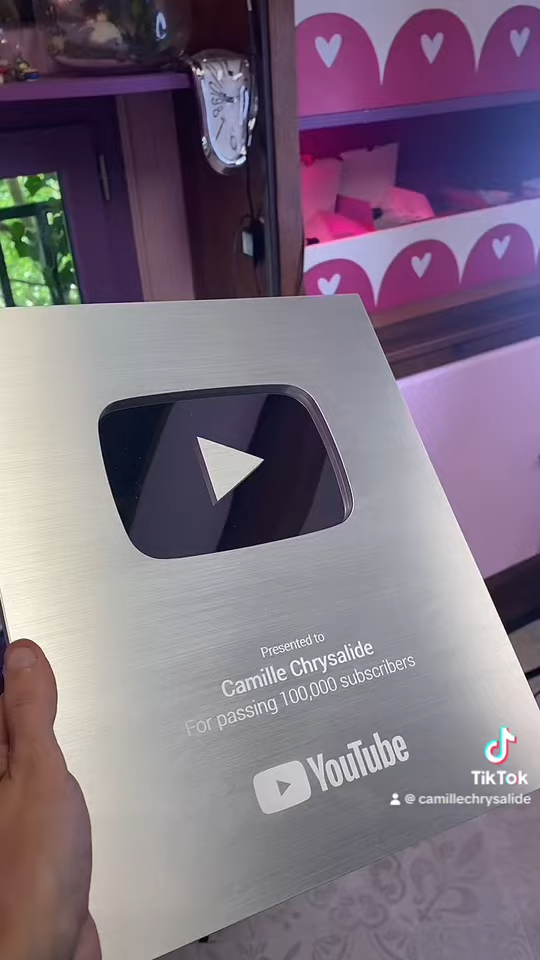 Presented to
Camille Chrysalide
For passing 100,000 subscribers
YouTube
TikTok
@ camillechrysalide